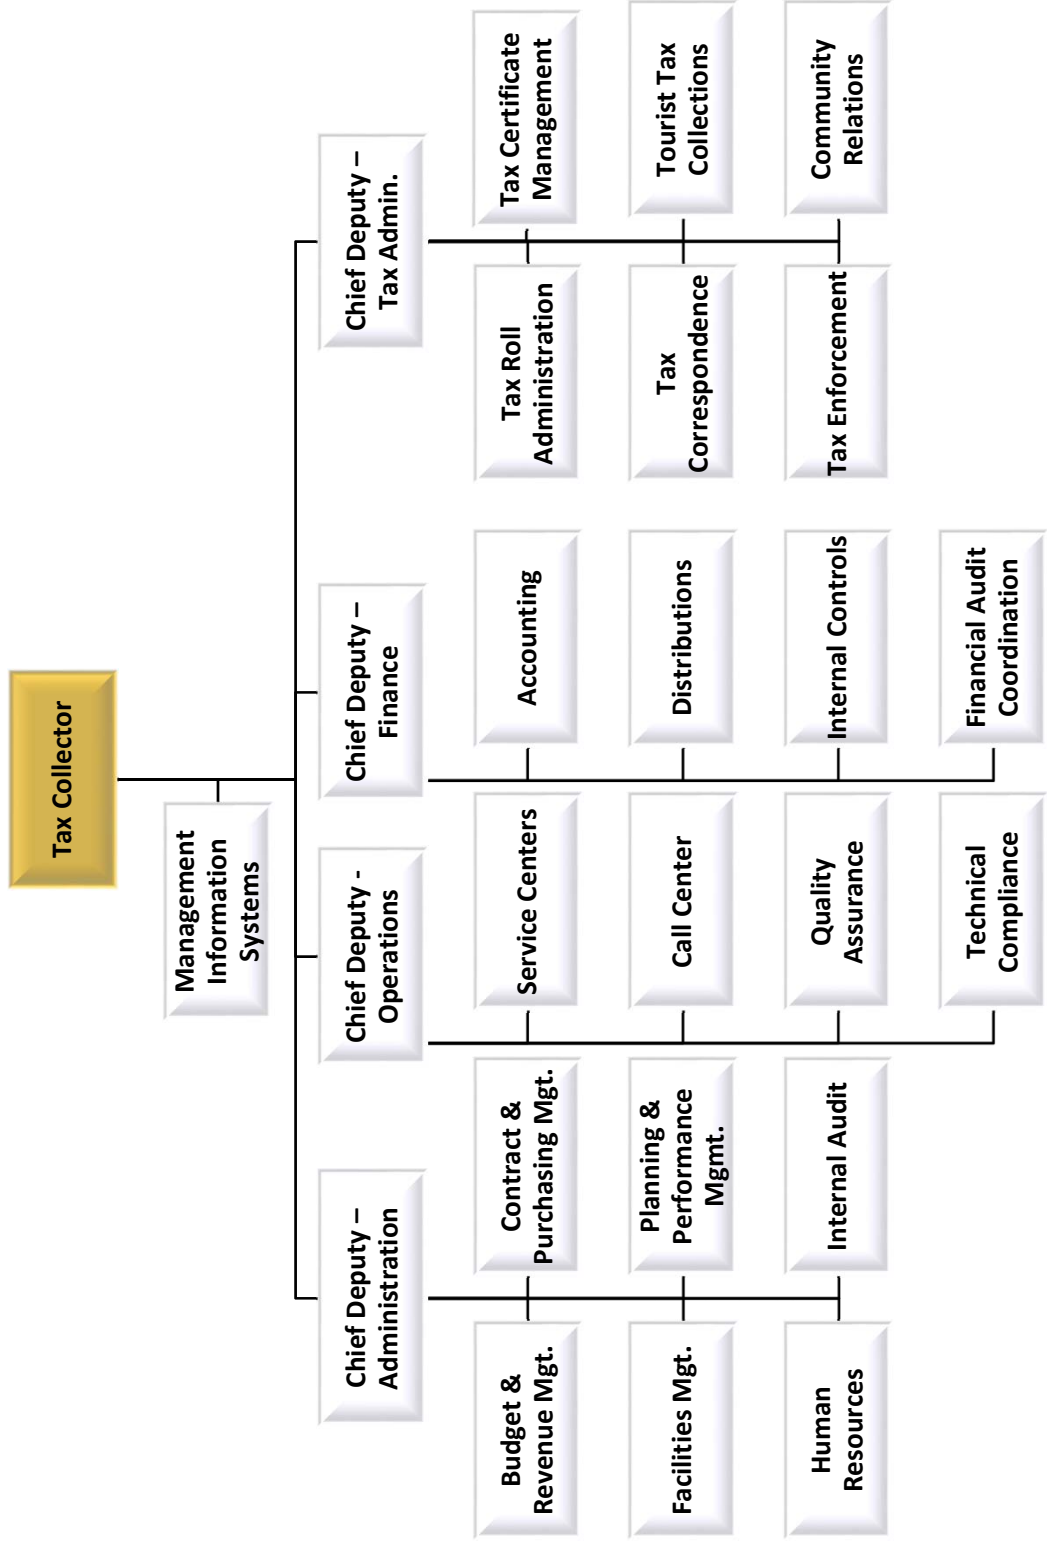 Tax Collector
Management
Information
Systems
Chief Deputy –
Administration
Chief Deputy -
Operations
Chief Deputy –
Finance
Chief Deputy –
Tax Admin.
Budget &
Revenue Mgt.
Contract &
Purchasing Mgt.
Service Centers
Accounting
Tax Roll
Administration
Tax Certificate
Management
Facilities Mgt.
Planning &
Performance
Mgmt.
Call Center
Distributions
Tax
Correspondence
Tourist Tax
Collections
Human
Resources
Internal Audit
Quality
Assurance
Internal Controls
Tax Enforcement
Community
Relations
Technical
Compliance
Financial Audit
Coordination